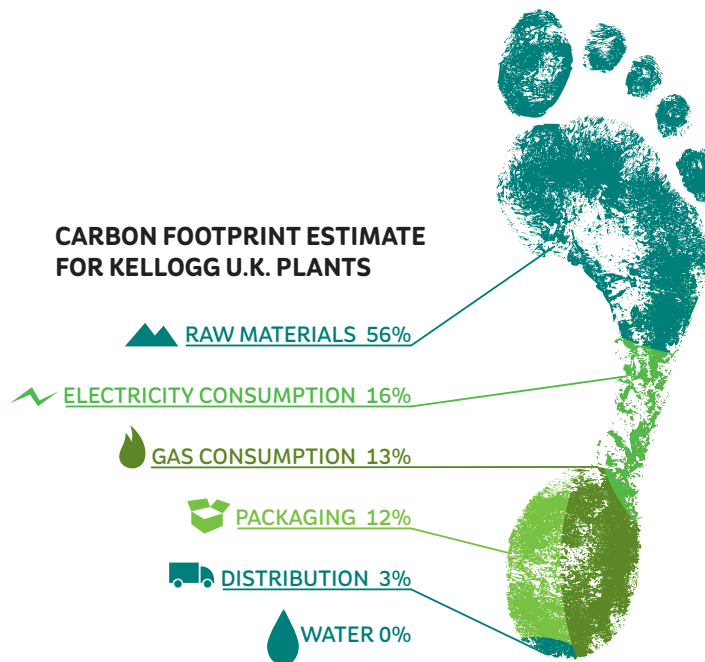 CARBON FOOTPRINT ESTIMATE
FOR KELLOGG U.K. PLANTS
RAW MATERIALS 56%
ELECTRICITY CONSUMPTION 16%
GAS CONSUMPTION 13%
PACKAGING 12%
DISTRIBUTION 3%
WATER 0%